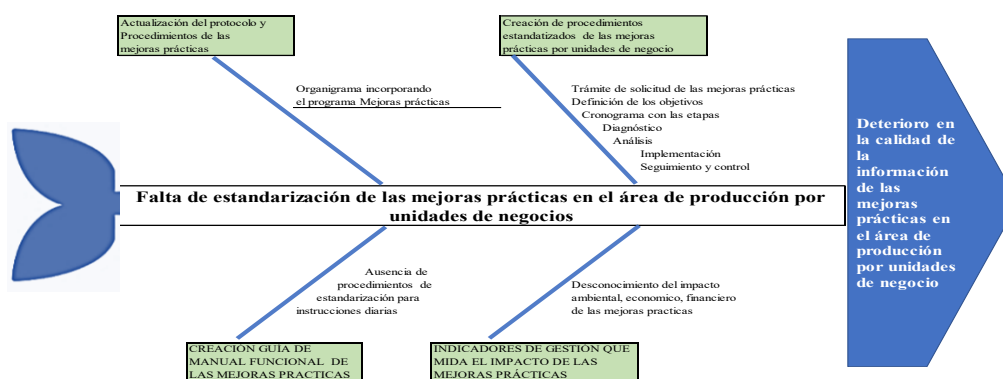 Actualización del protocolo y
Procedimientos de las
mejoras prácticas
Creación de procedimientos
estandatizados de las mejoras
prácticas por unidades de negocio
Organigrama incorporando
el programa Mejoras prácticas
Trámite de solicitud de las mejoras prácticas
Definición de los objetivos
Cronograma con las etapas
Diagnóstico
Análisis
Implementación
Seguimiento y control
Falta de estandarización de las mejoras prácticas en el área de producción por
unidades de negocios
Deterioro en
la calidad de
la
información
de las
mejoras
prácticas en
el área de
producción
por unidades
de negocio
Ausencia de
procedimientos de
estandarización para
instrucciones diarias
Desconocimiento del impacto
ambiental, economico, financiero
de las mejoras practicas
CREACIÓN GUÍA DE
MANUAL FUNCIONAL DE
LAS MEJORAS PRACTICAS
INDICADORES DE GESTIÓN QUE
MIDA EL IMPACTO DE LAS
MEJORAS PRÁCTICAS